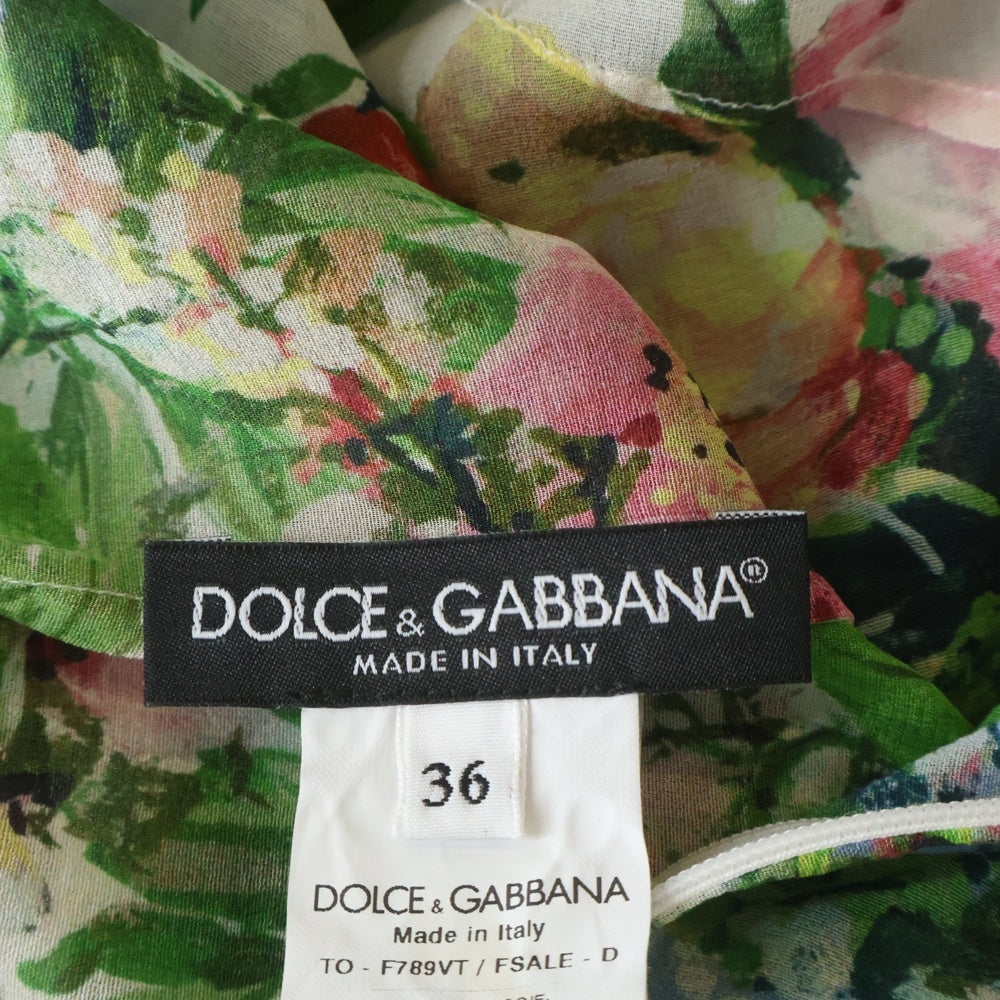 DOLCE & GABBANA®
MADE IN ITALY
36
DOLCE & GABBANA
Made in Italy
TO - F789VT / FSALE - D